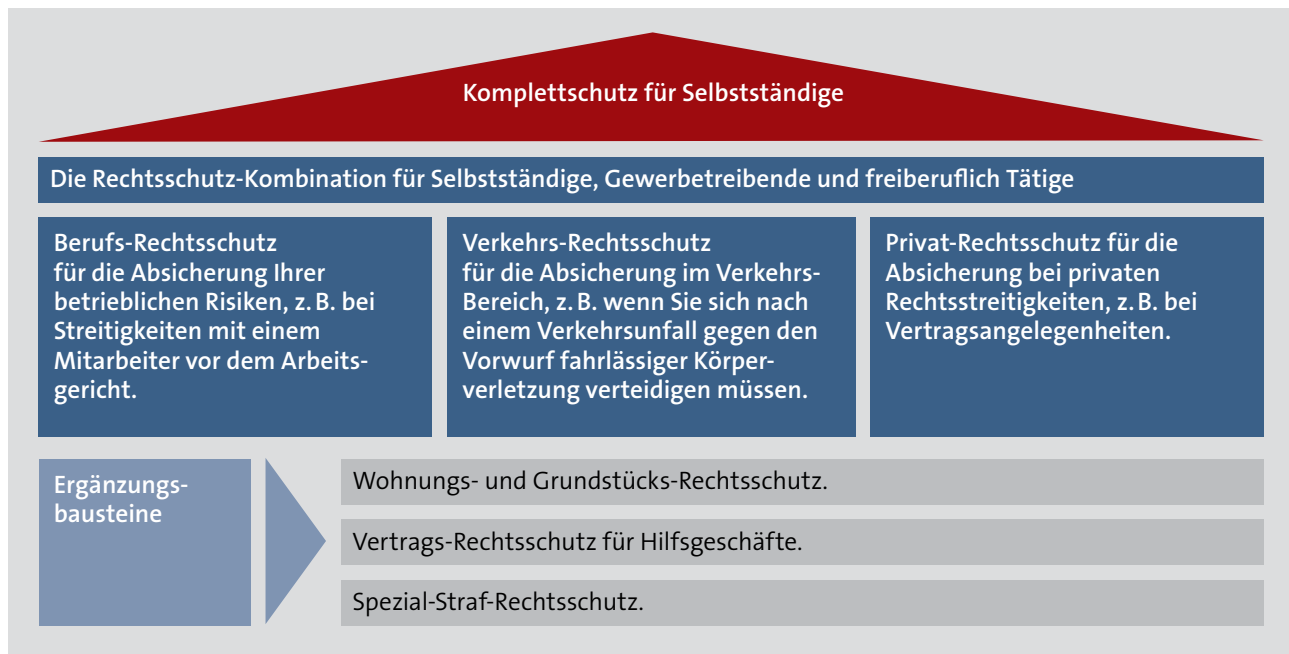 Komplettschutz für Selbstständige
Die Rechtsschutz-Kombination für Selbstständige, Gewerbetreibende und freiberuflich Tätige
Berufs-Rechtsschutz
für die Absicherung Ihrer
betrieblichen Risiken, z. B. bei
Streitigkeiten mit einem
Mitarbeiter vor dem Arbeits-
gericht.
Verkehrs-Rechtsschutz
für die Absicherung im Verkehrs-
Bereich, z. B. wenn Sie sich nach
einem Verkehrsunfall gegen den
Vorwurf fahrlässiger Körper-
verletzung verteidigen müssen.
Privat-Rechtsschutz für die
Absicherung bei privaten
Rechtsstreitigkeiten, z. B. bei
Vertragsangelegenheiten.
Ergänzungs-
bausteine
Wohnungs- und Grundstücks-Rechtsschutz.
Vertrags-Rechtsschutz für Hilfsgeschäfte.
Spezial-Straf-Rechtsschutz.